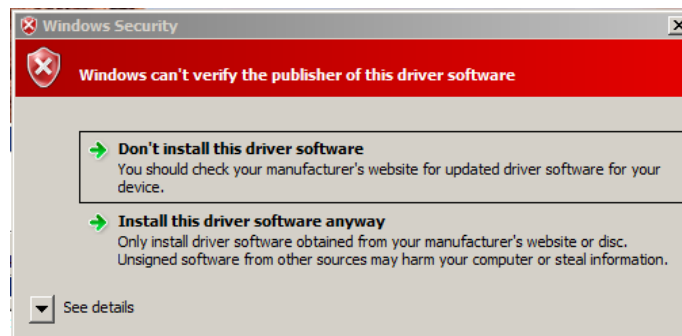 Windows Security
Windows can't verify the publisher of this driver software
Don't install this driver software
You should check your manufacturer's website for updated driver software for your
device.
Install this driver software anyway
Only install driver software obtained from your manufacturer's website or disc.
Unsigned software from other sources may harm your computer or steal information.
See details